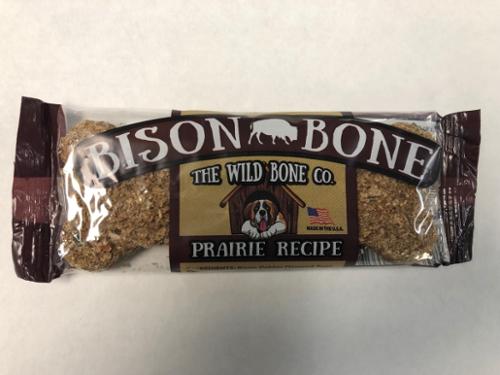 BISON BONE
THE WILD BONE CO.
MADE IN THE U.S.A.
PRAIRIE RECIPE